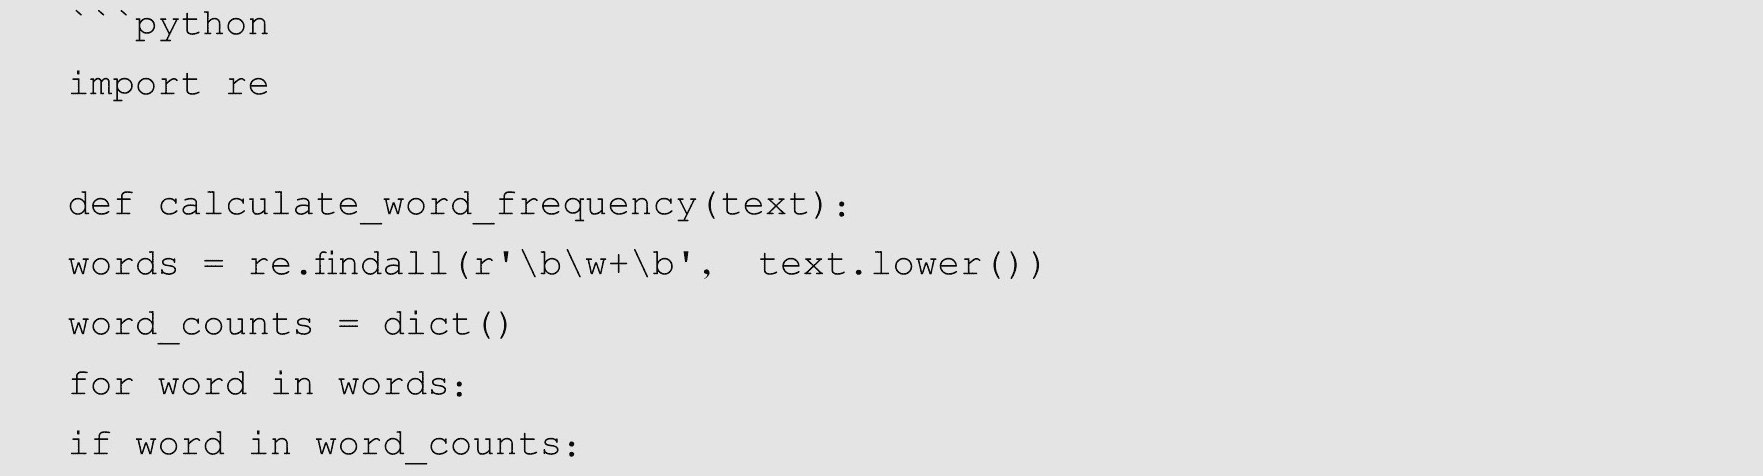 ```python
import re
def calculate_word_frequency(text):
words = re.findall(r'\b\w+\b', text.lower())
word_counts = dict()
for word in words:
if word in word_counts: